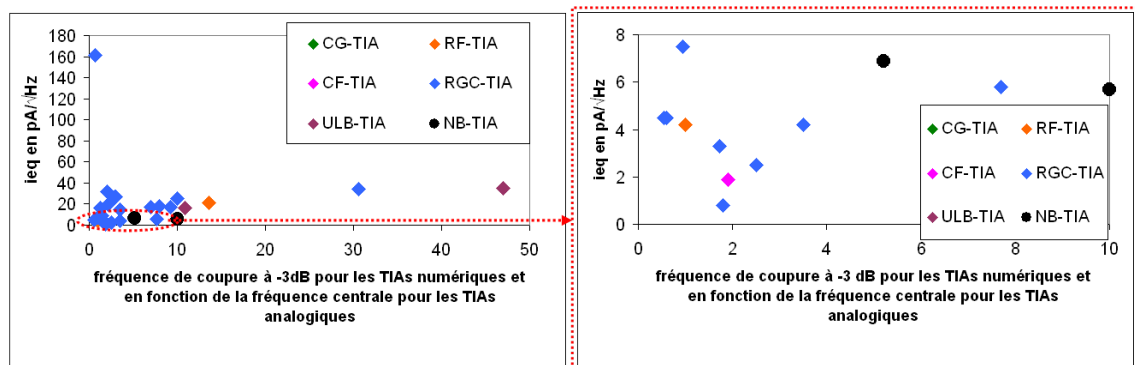 180
160
140
120
100
80
60
40
20
0
0 10 20 30 40 50
ieq en pA/√Hz
CG-TIA RF-TIA
CF-TIA RGC-TIA
ULB-TIA NB-TIA
fréquence de coupure à -3dB pour les TIAs numériques et
en fonction de la fréquence centrale pour les TIAs
analogiques
8
6
4
2
0
0 2 4 6 8 10
ieq en pA/√Hz
CG-TIA RF-TIA
CF-TIA RGC-TIA
ULB-TIA NB-TIA
fréquence de coupure à -3 dB pour les TIAs numériques et
en fonction de la fréquence centrale pour les TIAs
analogiques